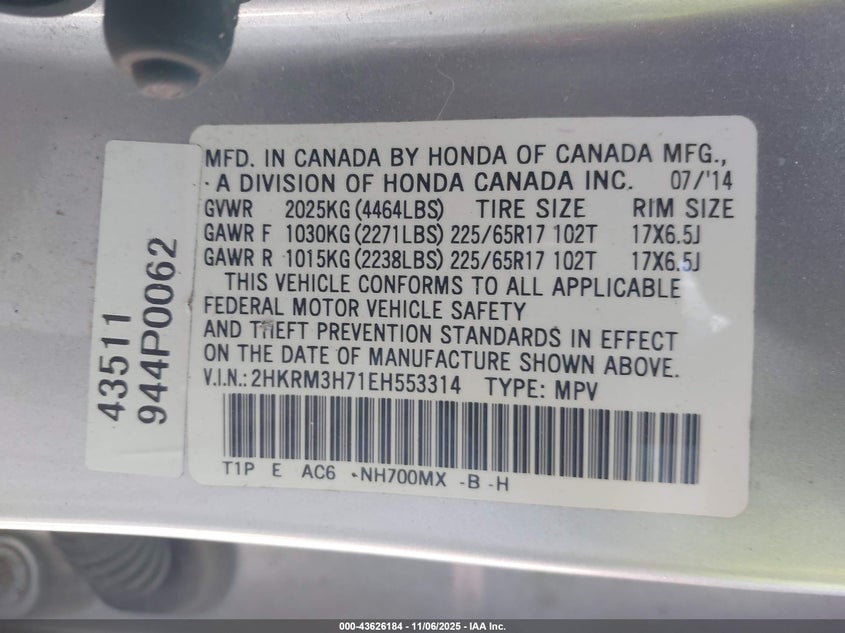 MFD. IN CANADA BY HONDA OF CANADA MFG.,
A DIVISION OF HONDA CANADA INC. 07/'14
GVWR 2025KG (4464LBS) TIRE SIZE RIM SIZE
GAWR F 1030KG (2271LBS) 225/65R17 102T 17X6.5J
GAWR R 1015KG (2238LBS) 225/65R17 102T 17X6.5J
THIS VEHICLE CONFORMS TO ALL APPLICABLE
FEDERAL MOTOR VEHICLE SAFETY
AND THEFT PREVENTION STANDARDS IN EFFECT
ON THE DATE OF MANUFACTURE SHOWN ABOVE.
V.I.N.: 2HKRM3H71EH553314 TYPE: MPV
T1P E AC6 -NH700MX -B -H
43511
944P0062
000-43626184 - 11/06/2025 - IAA Inc.